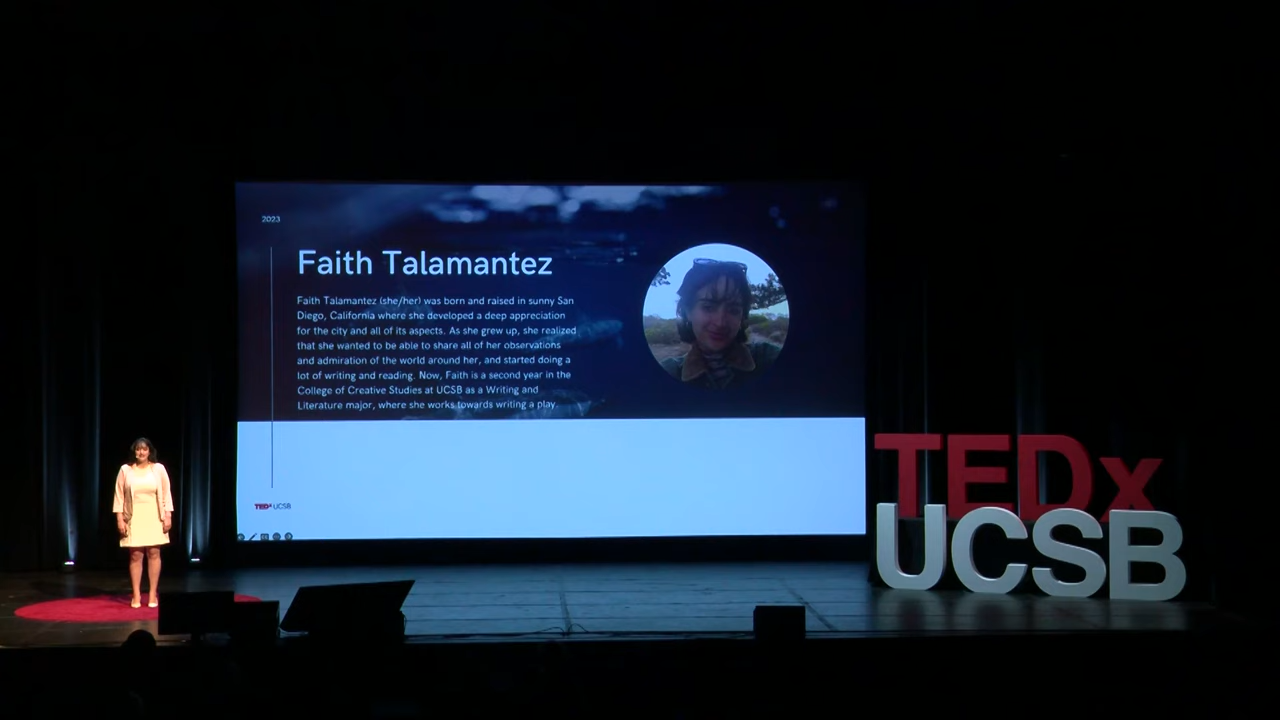 2023
Faith Talamantez
Faith Talamantez (she/her) was born and raised in sunny San
Diego, California where she developed a deep appreciation
for the city and all of its aspects. As she grew up, she realized
that she wanted to be able to share all of her observations
and admiration of the world around her, and started doing a
lot of writing and reading. Now, Faith is a second year in the
College of Creative Studies at UCSB as a Writing and
Literature major, where she works towards writing a play.
TEDx UCSB
TEDx
UCSB